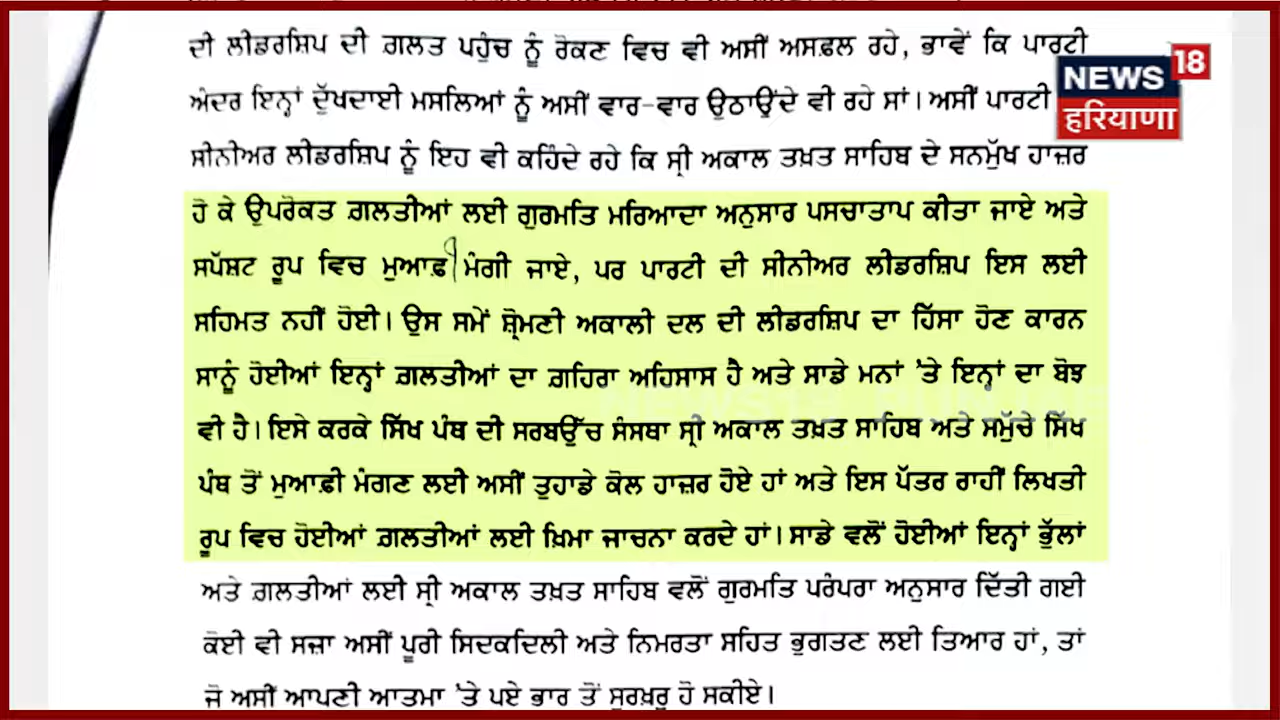 ਦੀ ਲੀਡਰਸ਼ਿਪ ਦੀ ਗ਼ਲਤ ਪਹੁੰਚ ਨੂੰ ਰੋਕਣ ਵਿਚ ਵੀ ਅਸੀਂ ਅਸਫ਼ਲ ਰਹੇ, ਭਾਵੇਂ ਕਿ ਪਾਰਟੀ
NEWS 18
ਅੰਦਰ ਇਨ੍ਹਾਂ ਦੁੱਖਦਾਈ ਮਸਲਿਆਂ ਨੂੰ ਅਸੀਂ ਵਾਰ-ਵਾਰ ਉਠਾਉਂਦੇ ਵੀ ਰਹੇ ਸਾਂ। ਅਸੀਂ ਪਾਰਟੀ
हरियाणा
ਸੀਨੀਅਰ ਲੀਡਰਸ਼ਿਪ ਨੂੰ ਇਹ ਵੀ ਕਹਿੰਦੇ ਰਹੇ ਕਿ ਸ੍ਰੀ ਅਕਾਲ ਤਖ਼ਤ ਸਾਹਿਬ ਦੇ ਸਨਮੁੱਖ ਹਾਜ਼ਰ
ਹੋ ਕੇ ਉਪਰੋਕਤ ਗ਼ਲਤੀਆਂ ਲਈ ਗੁਰਮਤਿ ਮਰਿਆਦਾ ਅਨੁਸਾਰ ਪਸਚਾਤਾਪ ਕੀਤਾ ਜਾਏ ਅਤੇ
ਸਪੱਸ਼ਟ ਰੂਪ ਵਿਚ ਮੁਆਫ਼ੀ ਮੰਗੀ ਜਾਏ, ਪਰ ਪਾਰਟੀ ਦੀ ਸੀਨੀਅਰ ਲੀਡਰਸ਼ਿਪ ਇਸ ਲਈ
ਸਹਿਮਤ ਨਹੀਂ ਹੋਈ। ਉਸ ਸਮੇਂ ਸ਼੍ਰੋਮਣੀ ਅਕਾਲੀ ਦਲ ਦੀ ਲੀਡਰਸ਼ਿਪ ਦਾ ਹਿੱਸਾ ਹੋਣ ਕਾਰਨ
ਸਾਨੂੰ ਹੋਈਆਂ ਇਨ੍ਹਾਂ ਗ਼ਲਤੀਆਂ ਦਾ ਗ਼ਹਿਰਾ ਅਹਿਸਾਸ ਹੈ ਅਤੇ ਸਾਡੇ ਮਨਾਂ 'ਤੇ ਇਨ੍ਹਾਂ ਦਾ ਬੋਝ
ਵੀ ਹੈ। ਇਸੇ ਕਰਕੇ ਸਿੱਖ ਪੰਥ ਦੀ ਸਰਬਉੱਚ ਸੰਸਥਾ ਸ੍ਰੀ ਅਕਾਲ ਤਖ਼ਤ ਸਾਹਿਬ ਅਤੇ ਸਮੁੱਚੇ ਸਿੱਖ
ਪੰਥ ਤੋਂ ਮੁਆਫ਼ੀ ਮੰਗਣ ਲਈ ਅਸੀਂ ਤੁਹਾਡੇ ਕੋਲ ਹਾਜ਼ਰ ਹੋਏ ਹਾਂ ਅਤੇ ਇਸ ਪੱਤਰ ਰਾਹੀਂ ਲਿਖਤੀ
ਰੂਪ ਵਿਚ ਹੋਈਆਂ ਗ਼ਲਤੀਆਂ ਲਈ ਖ਼ਿਮਾ ਜਾਚਨਾ ਕਰਦੇ ਹਾਂ। ਸਾਡੇ ਵਲੋਂ ਹੋਈਆਂ ਇਨ੍ਹਾਂ ਭੁੱਲਾਂ
ਅਤੇ ਗ਼ਲਤੀਆਂ ਲਈ ਸ੍ਰੀ ਅਕਾਲ ਤਖ਼ਤ ਸਾਹਿਬ ਵਲੋਂ ਗੁਰਮਤਿ ਪਰੰਪਰਾ ਅਨੁਸਾਰ ਦਿੱਤੀ ਗਈ
ਕੋਈ ਵੀ ਸਜ਼ਾ ਅਸੀਂ ਪੂਰੀ ਸਿਦਕਦਿਲੀ ਅਤੇ ਨਿਮਰਤਾ ਸਹਿਤ ਭੁਗਤਣ ਲਈ ਤਿਆਰ ਹਾਂ, ਤਾਂ
ਜੋ ਅਸੀਂ ਆਪਣੀ ਆਤਮਾ 'ਤੇ ਪਏ ਭਾਰ ਤੋਂ ਸੁਰਖ਼ਰੂ ਹੋ ਸਕੀਏ।